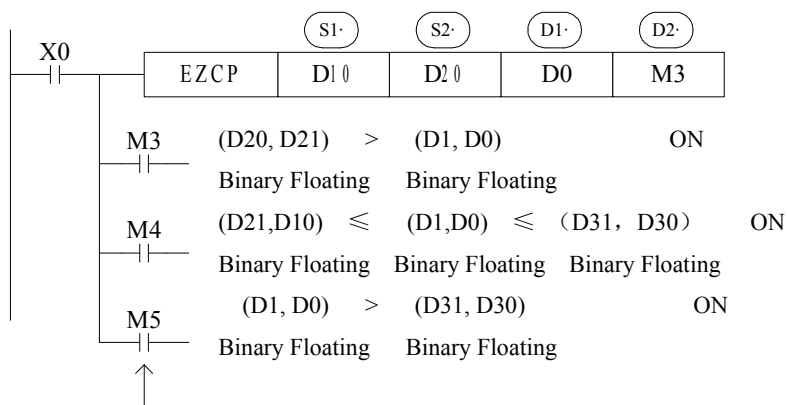 S1· S2· D1· D2·
X0
EZCP D10 D20 D0 M3
M3 (D20, D21) > (D1, D0) ON
Binary Floating Binary Floating
M4 (D21,D10) ≤ (D1,D0) ≤ （D31，D30） ON
Binary Floating Binary Floating Binary Floating
M5 (D1, D0) > (D31, D30) ON
Binary Floating Binary Floating